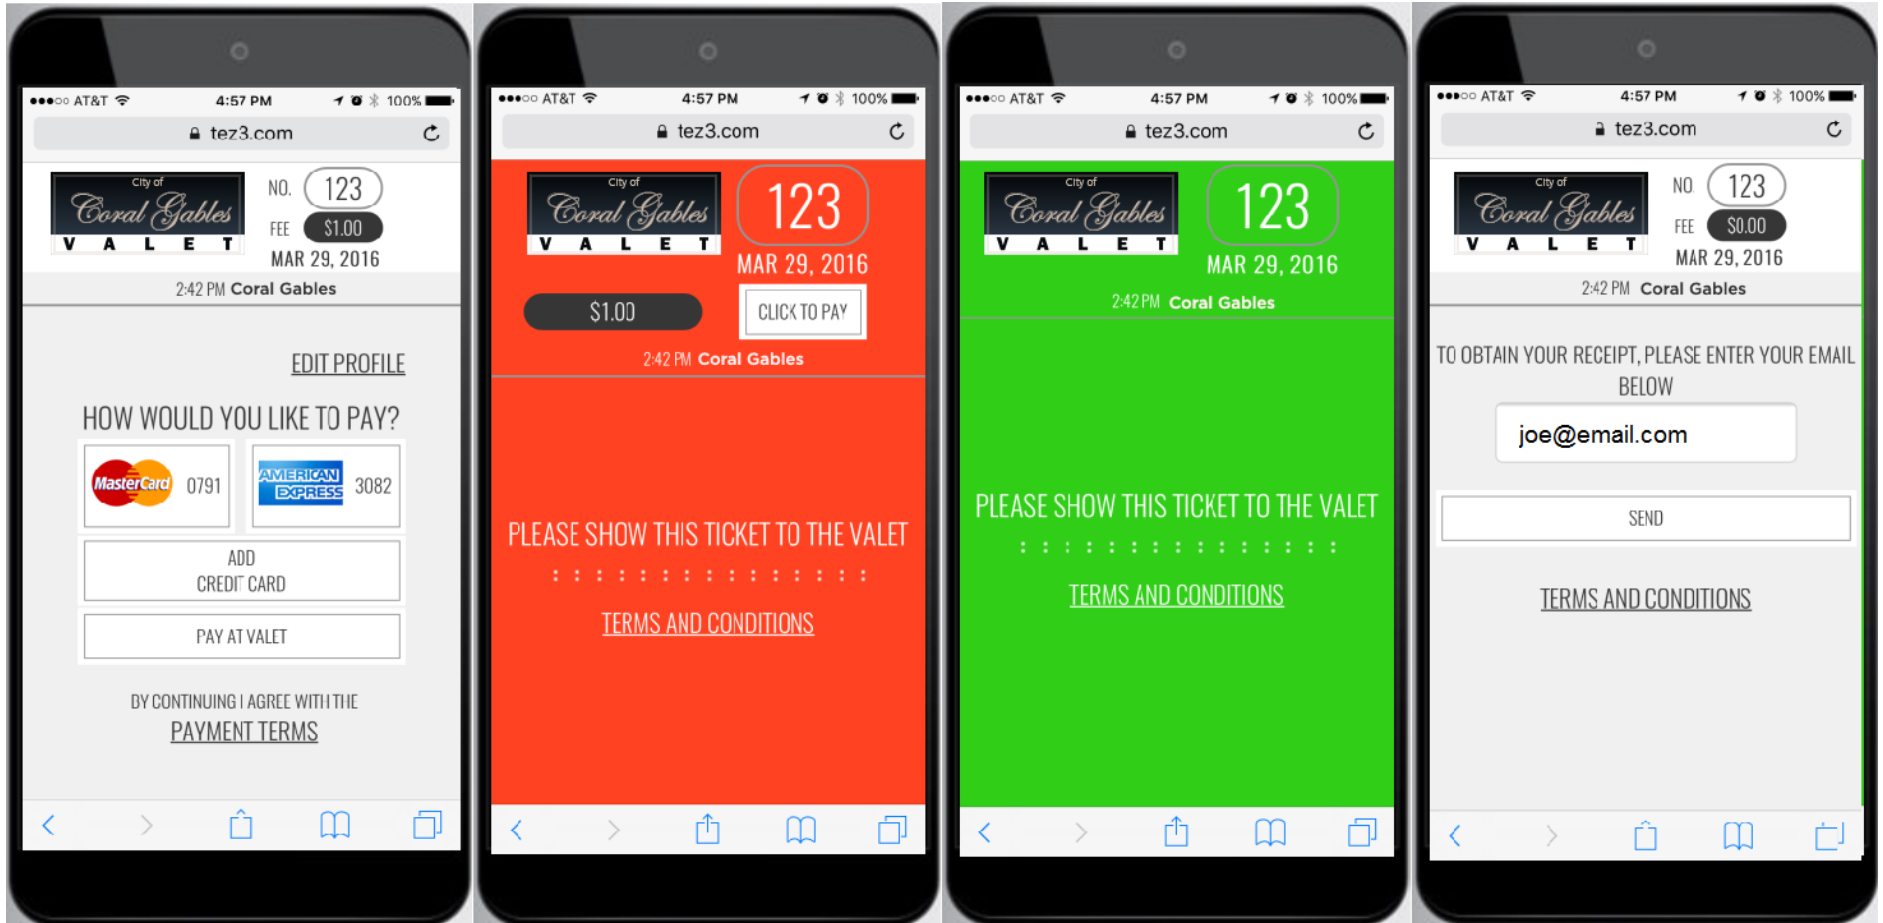 AT&T 4:57 PM 100%
tez3.com
City of
Coral Gables
VALET
NO. 123
FEE $1.00
MAR 29, 2016
2:42 PM Coral Gables
EDIT PROFILE
HOW WOULD YOU LIKE TO PAY?
MasterCard 0791
AMERICAN
EXPRESS 3082
ADD
CREDIT CARD
PAY AT VALET
BY CONTINUING I AGREE WITH THE
PAYMENT TERMS
AT&T 4:57 PM 100%
tez3.com
City of
Coral Gables
VALET
123
MAR 29, 2016
$1.00 CLICK TO PAY
2:42 PM Coral Gables
PLEASE SHOW THIS TICKET TO THE VALET
: : : : : : : : : : : : : : :
TERMS AND CONDITIONS
AT&T 4:57 PM 100%
tez3.com
City of
Coral Gables
VALET
123
MAR 29, 2016
2:42 PM Coral Gables
PLEASE SHOW THIS TICKET TO THE VALET
: : : : : : : : : : : : : : :
TERMS AND CONDITIONS
AT&T 4:57 PM 100%
tez3.com
City of
Coral Gables
VALET
NO. 123
FEE $0.00
MAR 29, 2016
2:42 PM Coral Gables
TO OBTAIN YOUR RECEIPT, PLEASE ENTER YOUR EMAIL
BELOW
joe@email.com
SEND
TERMS AND CONDITIONS